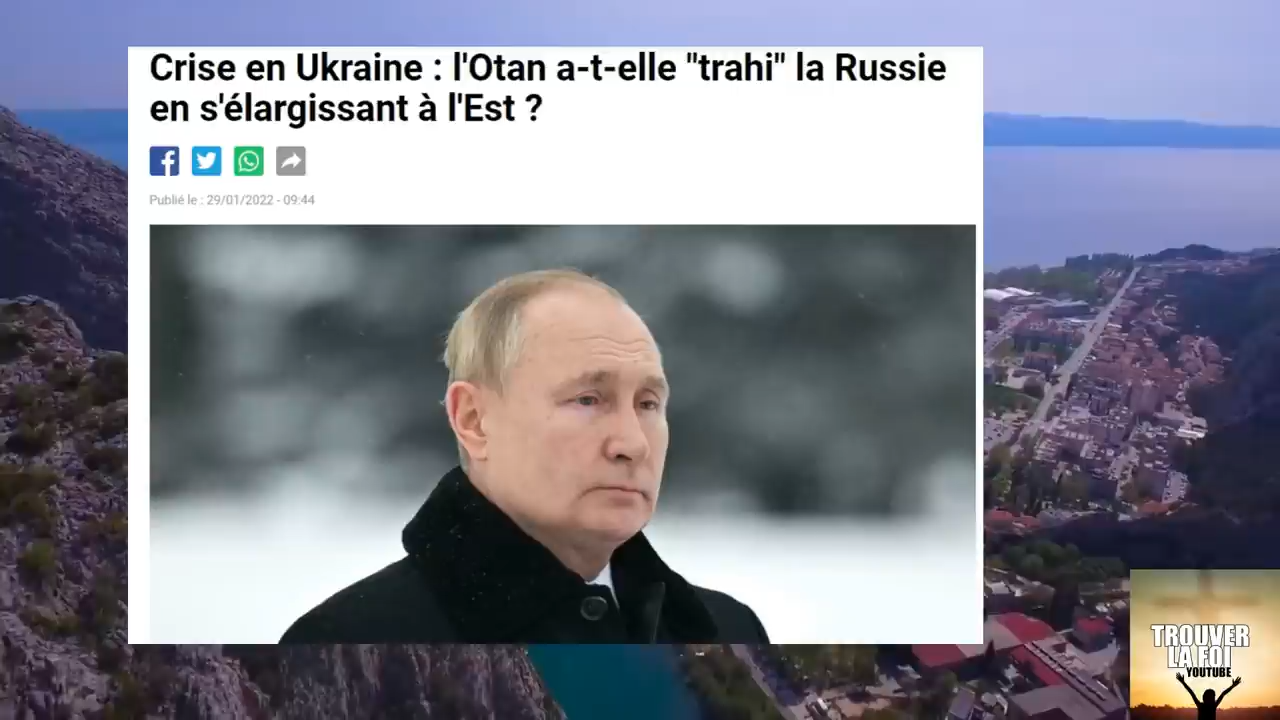 Crise en Ukraine : l'Otan a-t-elle "trahi" la Russie
en s'élargissant à l'Est ?
Publié le : 29/01/2022 - 09:44
TROUVER
LA FOI
YOUTUBE